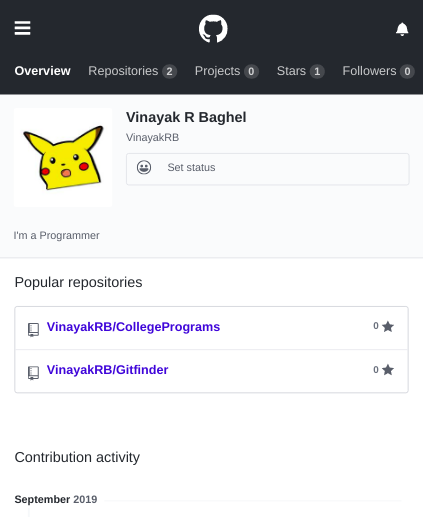 Overview Repositories 2 Projects 0 Stars 1 Followers 0
Vinayak R Baghel
VinayakRB
Set status
I'm a Programmer
Popular repositories
VinayakRB/CollegePrograms 0
VinayakRB/Gitfinder 0
Contribution activity
September 2019